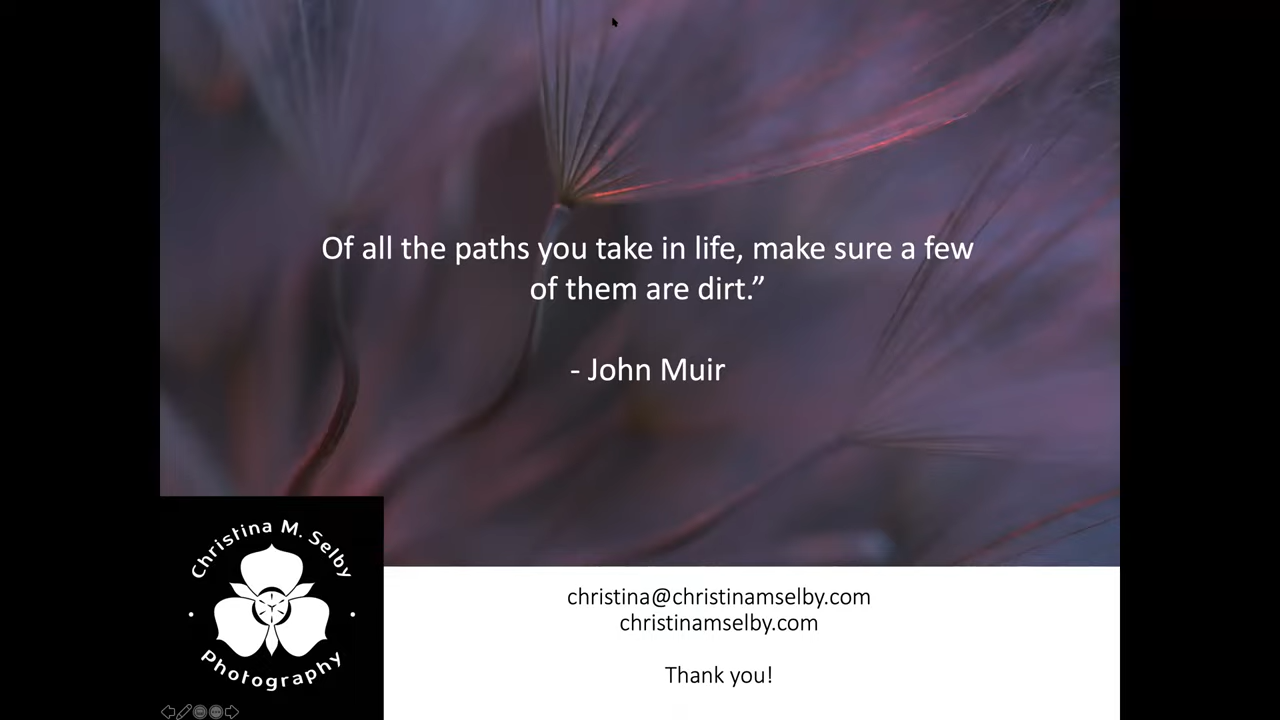 Of all the paths you take in life, make sure a few
of them are dirt.”
- John Muir
Christina M. Selby
Photography
christina@christinamselby.com
christinamselby.com
Thank you!